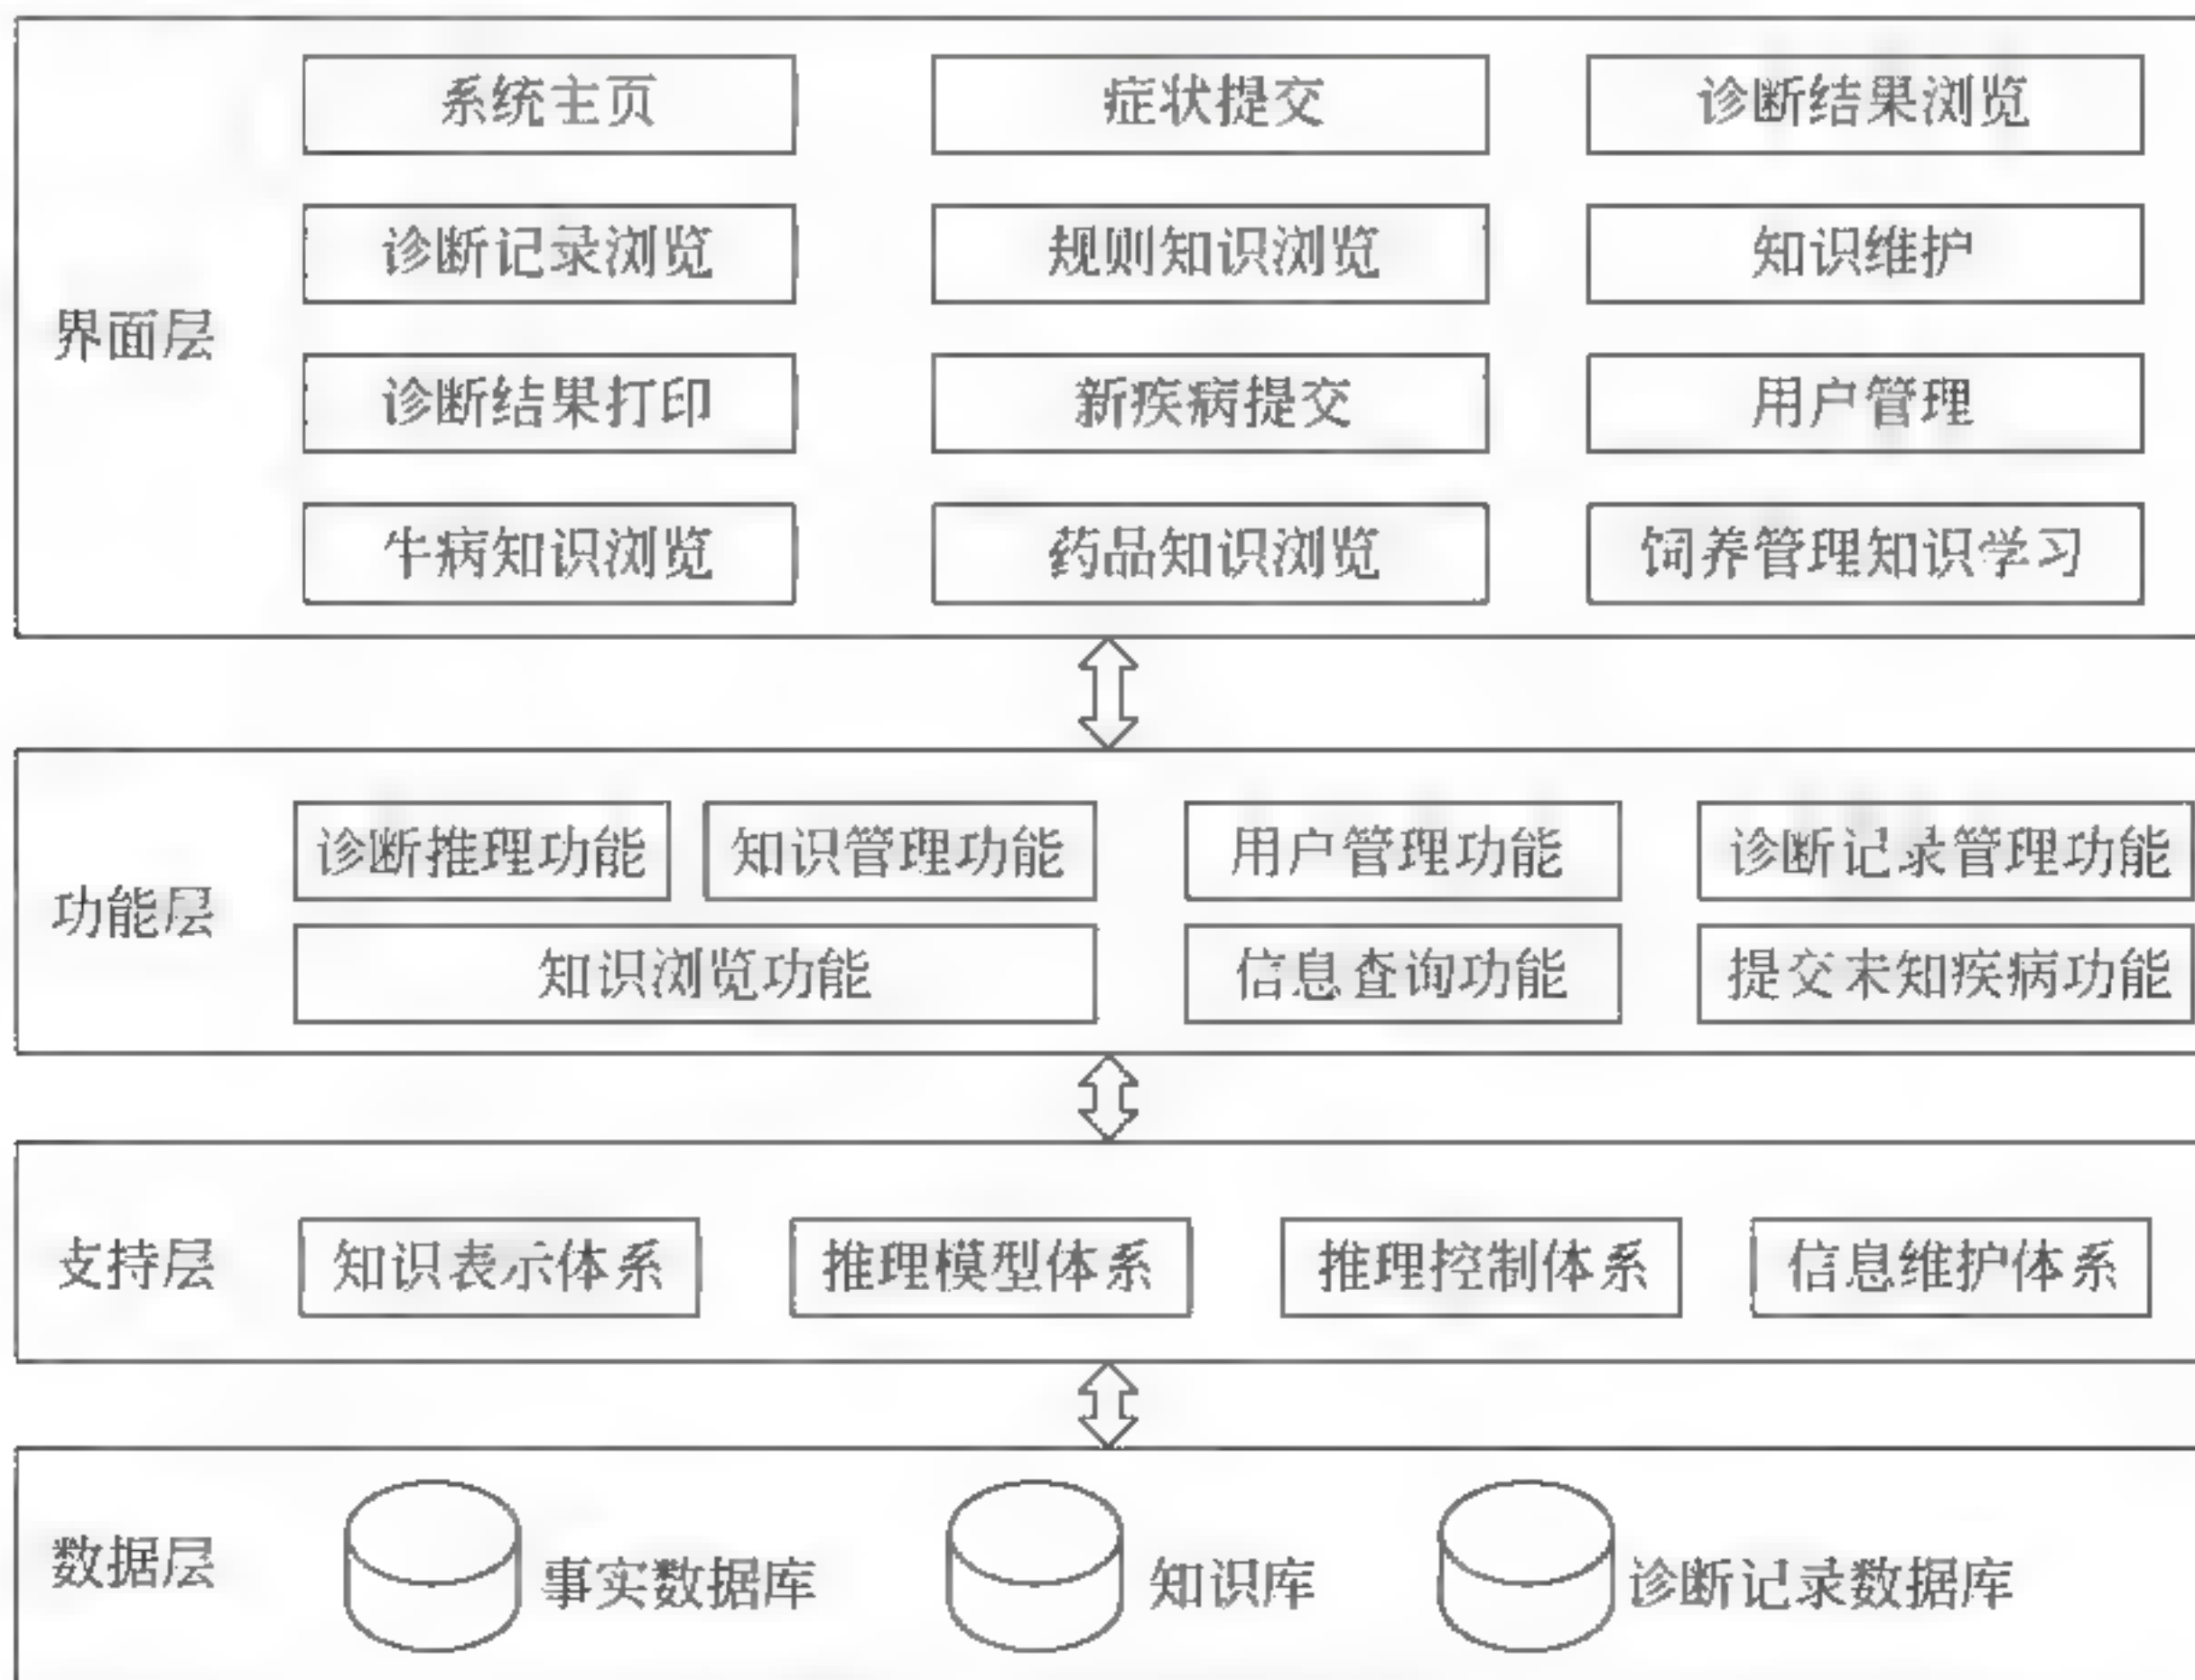 系统主页 症状提交 诊断结果浏览
诊断记录浏览 规则知识浏览 知识维护
界面层
诊断结果打印 新疾病提交 用户管理
牛病知识浏览 药品知识浏览 饲养管理知识学习
诊断推理功能 知识管理功能 用户管理功能 诊断记录管理功能
功能层
知识浏览功能 信息查询功能 提交未知疾病功能
支持层 知识表示体系 推理模型体系 推理控制体系 信息维护体系
数据层 事实数据库 知识库 诊断记录数据库